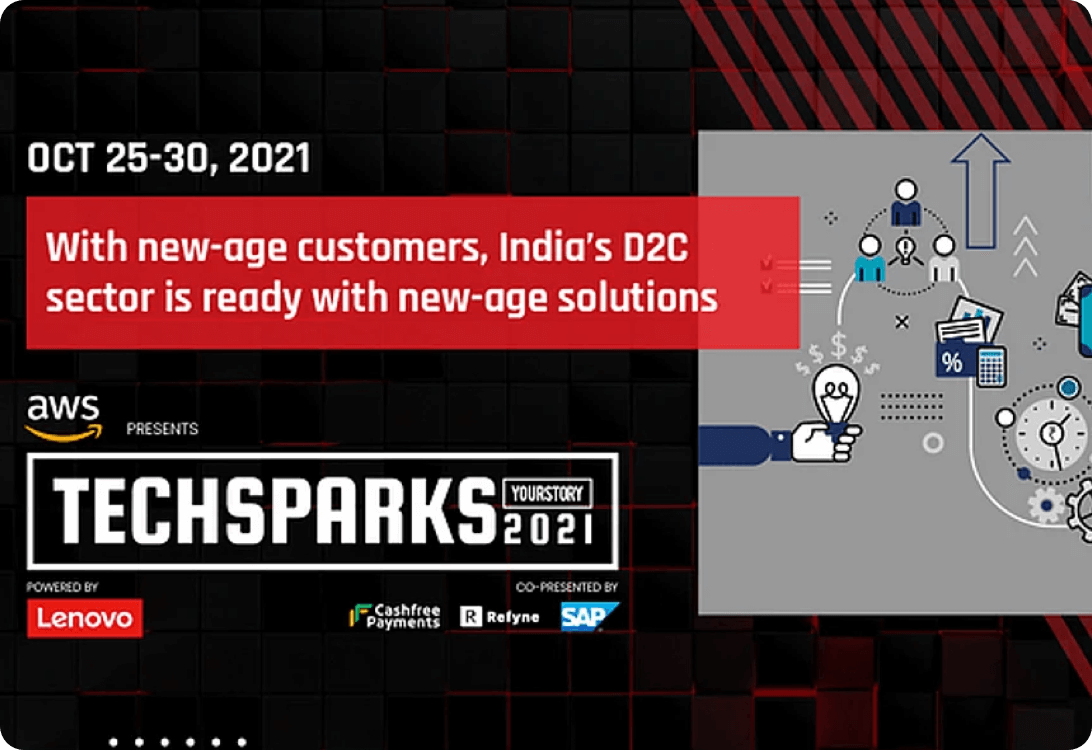 OCT 25-30, 2021
With new-age customers, India's D2C
sector is ready with new-age solutions
aws
PRESENTS
TECHSPARKS
YOURSTORY
2021
POWERED BY
CO-PRESENTED BY
Lenovo
Cashfree
Payments
R Refyne
SAP
$ $ $ $ $
%
₹